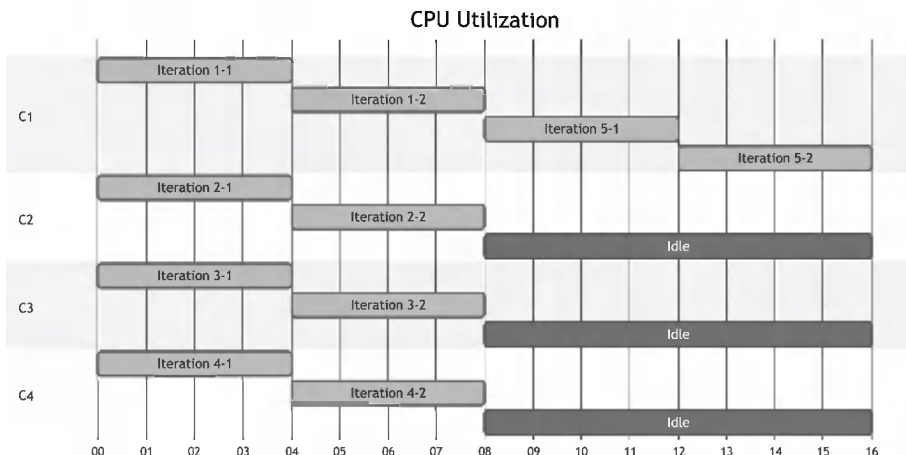 CPU Utilization
Iteration 1-1
Iteration 1-2
C1
Iteration 5-1
Iteration 5-2
Iteration 2-1
Iteration 2-2
C2
Idle
Iteration 3-1
Iteration 3-2
C3
Idle
Iteration 4-1
Iteration 4-2
C4
Idle
00 01 02 03 04 05 06 07 08 09 10 11 12 13 14 15 16